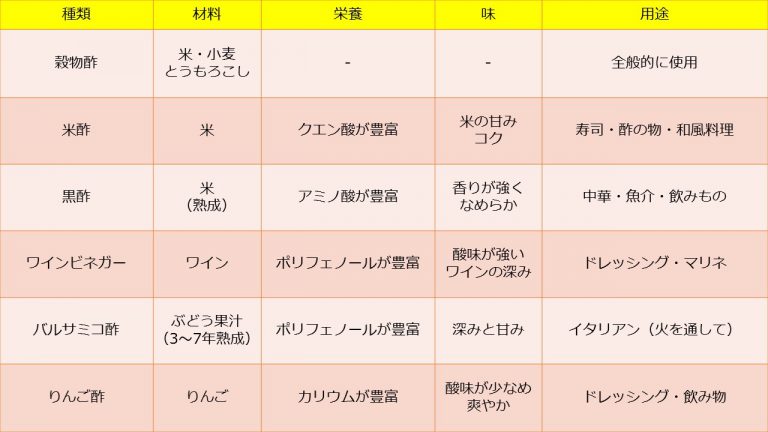 種類 材料 栄養 味 用途
穀物酢 米・小麦 - - 全般的に使用
とうもろこし
米酢 米 クエン酸が豊富 米の甘み 寿司・酢の物・和風料理
コク
黒酢 米 アミノ酸が豊富 香りが強く 中華・魚介・飲みもの
（熟成） なめらか
ワインビネガー ワイン ポリフェノールが豊富 酸味が強い ドレッシング・マリネ
ワインの深み
バルサミコ酢 ぶどう果汁 ポリフェノールが豊富 深みと甘み イタリアン（火を通して）
（3～7年熟成）
りんご酢 りんご カリウムが豊富 酸味が少なめ ドレッシング・飲み物
爽やか